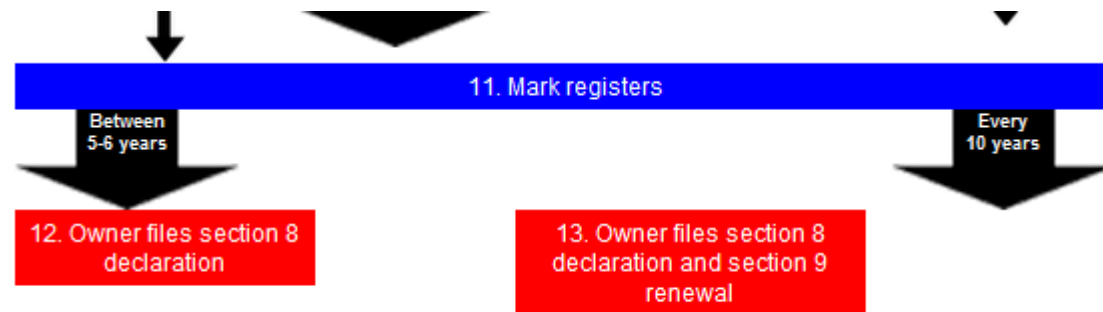 11. Mark registers
Between
5-6 years
Every
10 years
12. Owner files section 8
declaration
13. Owner files section 8
declaration and section 9
renewal